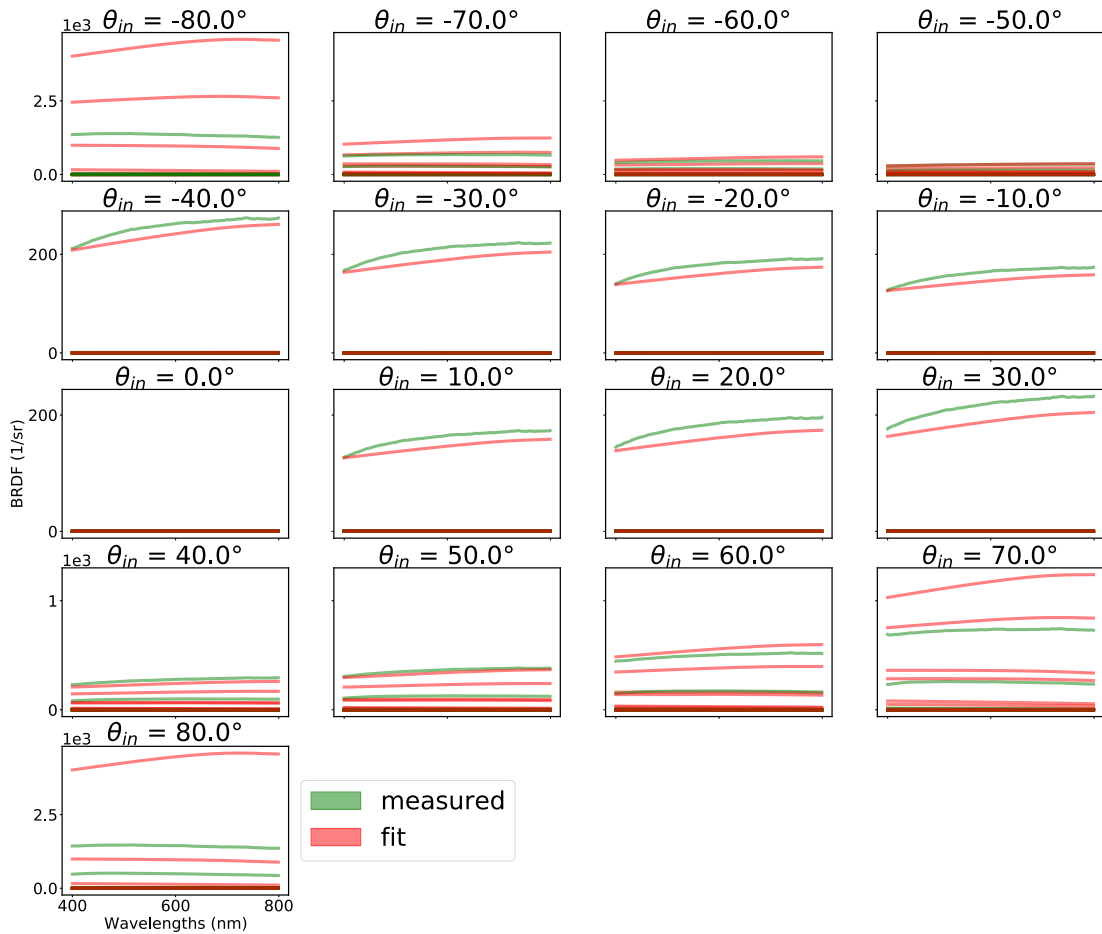 θin = -80.0° θin = -70.0° θin = -60.0° θin = -50.0°
1e3
2.5
0.0
θin = -40.0° θin = -30.0° θin = -20.0° θin = -10.0°
200
0
θin = 0.0° θin = 10.0° θin = 20.0° θin = 30.0°
200
BRDF (1/sr)
0
θin = 40.0° θin = 50.0° θin = 60.0° θin = 70.0°
1e3
1
0
θin = 80.0°
1e3
2.5
0.0
400 600 800
Wavelengths (nm)
measured
fit